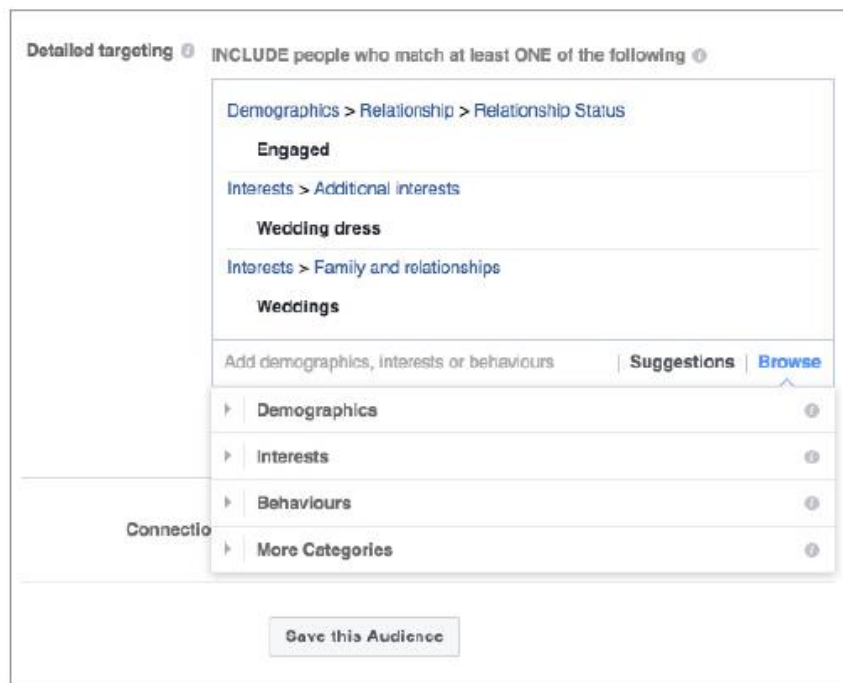 Detailed targeting
INCLUDE people who match at least ONE of the following
Demographics > Relationship > Relationship Status
Engaged
Interests > Additional interests
Wedding dress
Interests > Family and relationships
Weddings
Add demographics, interests or behaviours | Suggestions | Browse
Demographics
Interests
Behaviours
More Categories
Connectio
Save this Audience